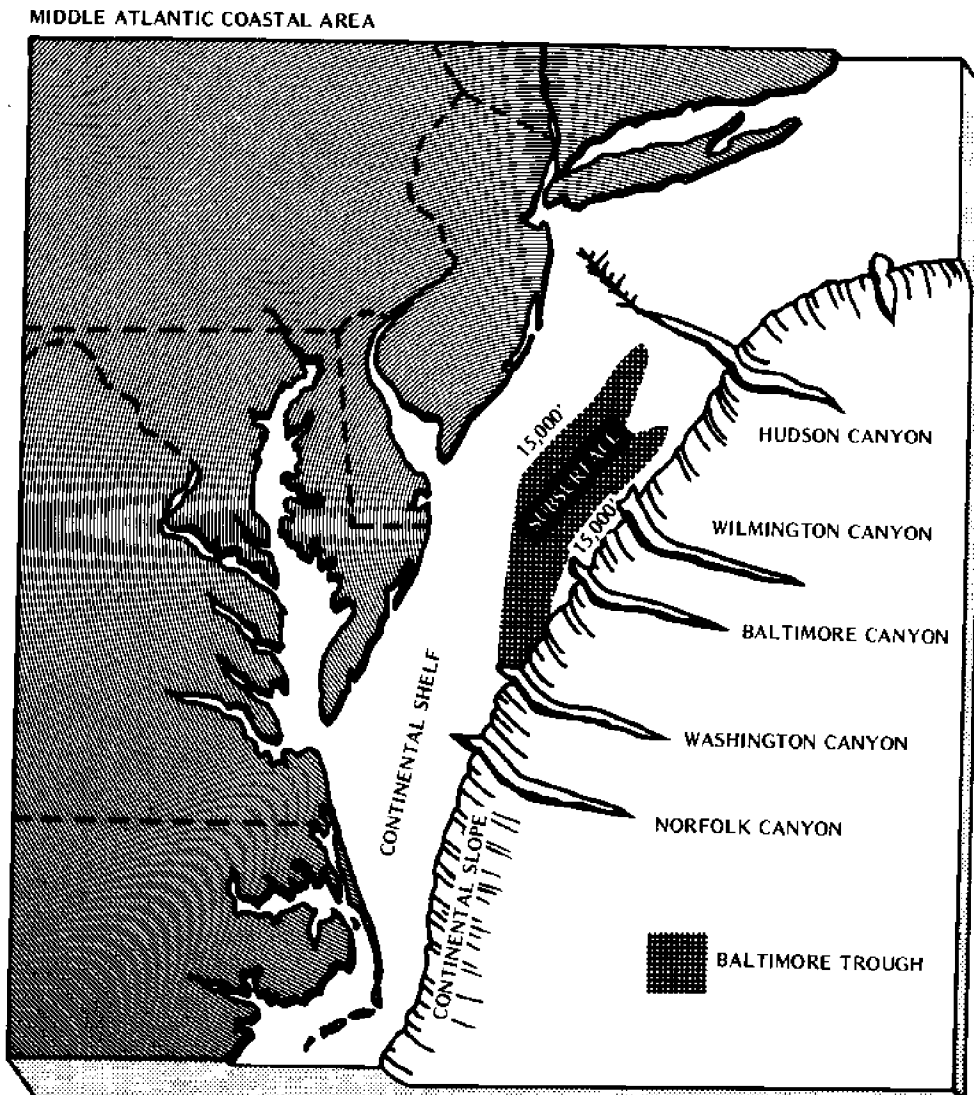 MIDDLE ATLANTIC COASTAL AREA
15,000'
SUBSURFACE
15,000'
HUDSON CANYON
WILMINGTON CANYON
BALTIMORE CANYON
WASHINGTON CANYON
NORFOLK CANYON
CONTINENTAL SHELF
CONTINENTAL SLOPE
BALTIMORE TROUGH